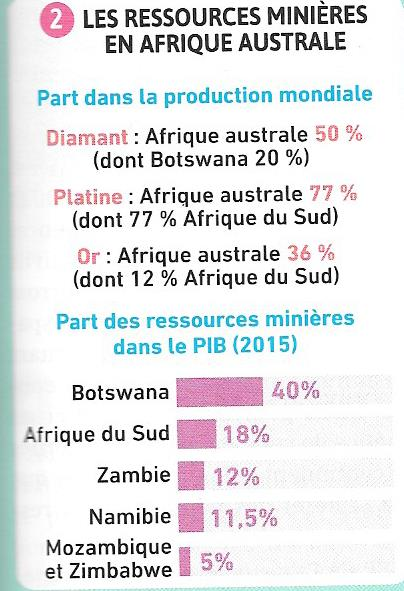 2 LES RESSOURCES MINIÈRES
EN AFRIQUE AUSTRALE
Part dans la production mondiale
Diamant : Afrique australe 50 %
(dont Botswana 20 %)
Platine : Afrique australe 77 %
(dont 77 % Afrique du Sud)
Or : Afrique australe 36 %
(dont 12 % Afrique du Sud)
Part des ressources minières
dans le PIB (2015)
Botswana 40%
Afrique du Sud 18%
Zambie 12%
Namibie 11,5%
Mozambique
et Zimbabwe 5%